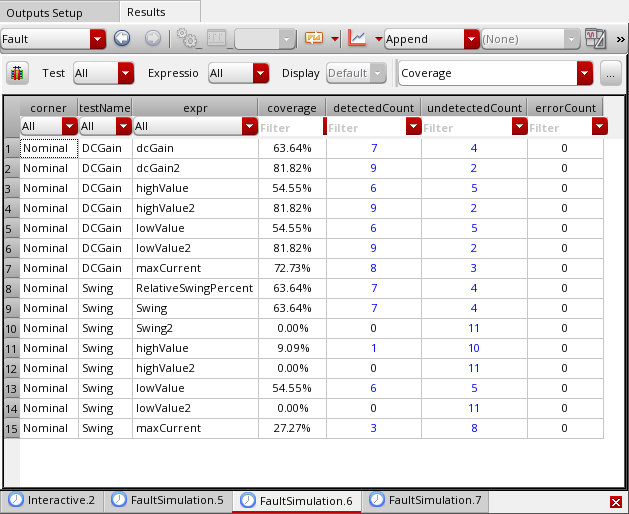 Outputs Setup Results
Fault Append (None) »
Test All Expressio All Display Default Coverage ...
corner testName expr coverage detectedCount undetectedCount errorCount
All All All Filter Filter Filter Filter
1 Nominal DCGain dcGain 63.64% 7 4 0
2 Nominal DCGain dcGain2 81.82% 9 2 0
3 Nominal DCGain highValue 54.55% 6 5 0
4 Nominal DCGain highValue2 81.82% 9 2 0
5 Nominal DCGain lowValue 54.55% 6 5 0
6 Nominal DCGain lowValue2 81.82% 9 2 0
7 Nominal DCGain maxCurrent 72.73% 8 3 0
8 Nominal Swing RelativeSwingPercent 63.64% 7 4 0
9 Nominal Swing Swing 63.64% 7 4 0
10 Nominal Swing Swing2 0.00% 0 11 0
11 Nominal Swing highValue 9.09% 1 10 0
12 Nominal Swing highValue2 0.00% 0 11 0
13 Nominal Swing lowValue 54.55% 6 5 0
14 Nominal Swing lowValue2 0.00% 0 11 0
15 Nominal Swing maxCurrent 27.27% 3 8 0
Interactive.2 FaultSimulation.5 FaultSimulation.6 FaultSimulation.7